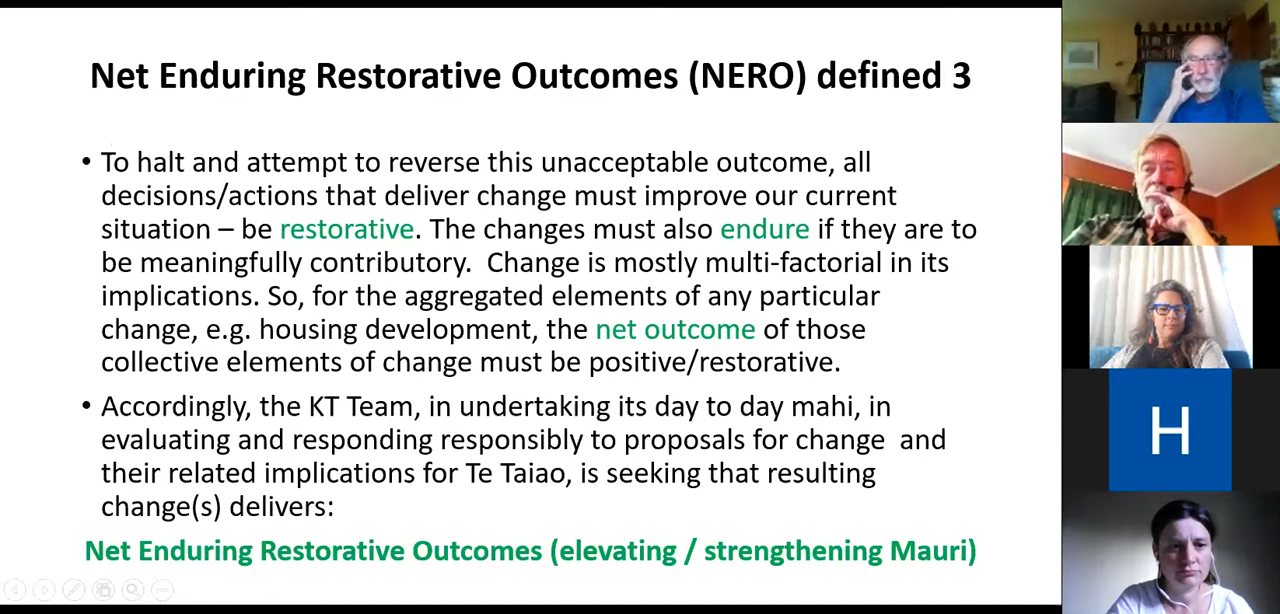 Net Enduring Restorative Outcomes (NERO) defined 3
• To halt and attempt to reverse this unacceptable outcome, all
decisions/actions that deliver change must improve our current
situation – be restorative. The changes must also endure if they are to
be meaningfully contributory.  Change is mostly multi-factorial in its
implications. So, for the aggregated elements of any particular
change, e.g. housing development, the net outcome of those
collective elements of change must be positive/restorative.
• Accordingly, the KT Team, in undertaking its day to day mahi, in
evaluating and responding responsibly to proposals for change  and
their related implications for Te Taiao, is seeking that resulting
change(s) delivers:
Net Enduring Restorative Outcomes (elevating / strengthening Mauri)
H